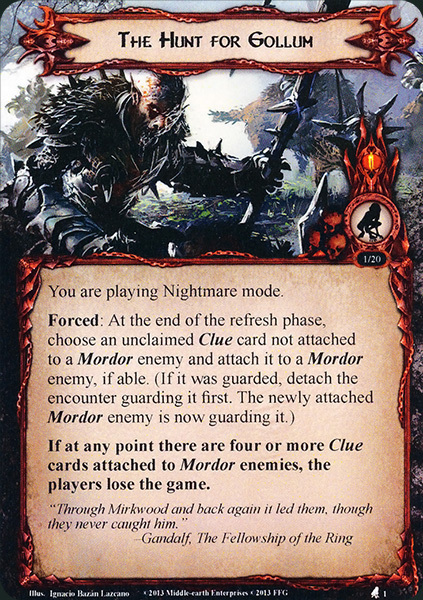 The Hunt for Gollum
1/20
You are playing Nightmare mode.
Forced: At the end of the refresh phase,
choose an unclaimed Clue card not attached
to a Mordor enemy and attach it to a Mordor
enemy, if able. (If it was guarded, detach the
encounter guarding it first. The newly attached
Mordor enemy is now guarding it.)
If at any point there are four or more Clue
cards attached to Mordor enemies, the
players lose the game.
“Through Mirkwood and back again it led them, though
they never caught him.”
–Gandalf, The Fellowship of the Ring
Illus. Ignacio Bazán Lazcano ©2013 Middle-earth Enterprises ©2013 FFG 1